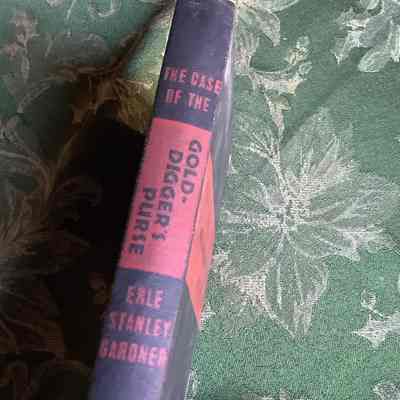 THE CASE
OF THE
GOLD-
DIGGER'S
PURSE
ERLE
STANLEY
GARDNER